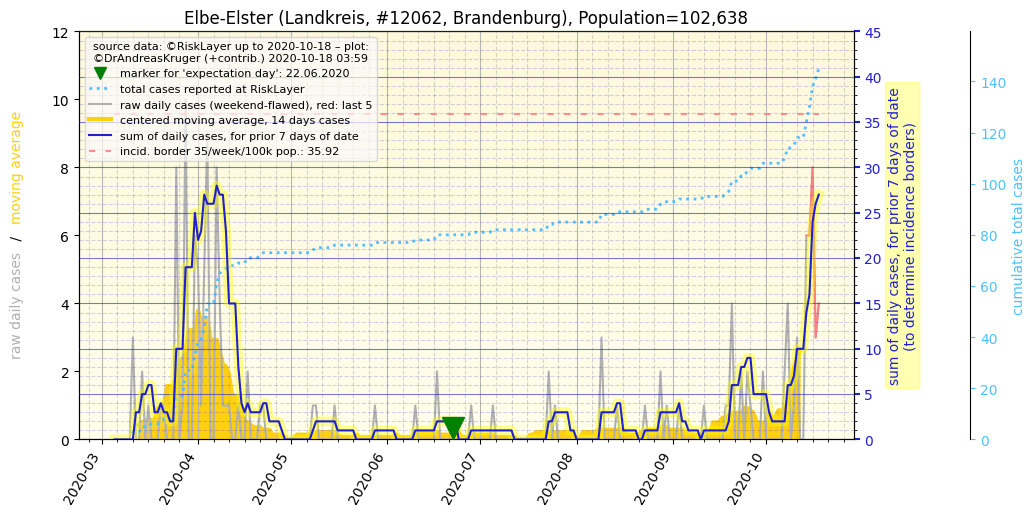 Elbe-Elster (Landkreis, #12062, Brandenburg), Population=102,638
source data: ©RiskLayer up to 2020-10-18 – plot:
©DrAndreasKruger (+contrib.) 2020-10-18 03:59
marker for 'expectation day': 22.06.2020
total cases reported at RiskLayer
raw daily cases (weekend-flawed), red: last 5
centered moving average, 14 days cases
sum of daily cases, for prior 7 days of date
incid. border 35/week/100k pop.: 35.92
raw daily cases / moving average
12
10
8
6
4
2
0
45
40
35
30
25
20
15
10
5
0
sum of daily cases, for prior 7 days of date
(to determine incidence borders)
140
120
100
80
60
40
20
0
cumulative total cases
2020-03
2020-04
2020-05
2020-06
2020-07
2020-08
2020-09
2020-10